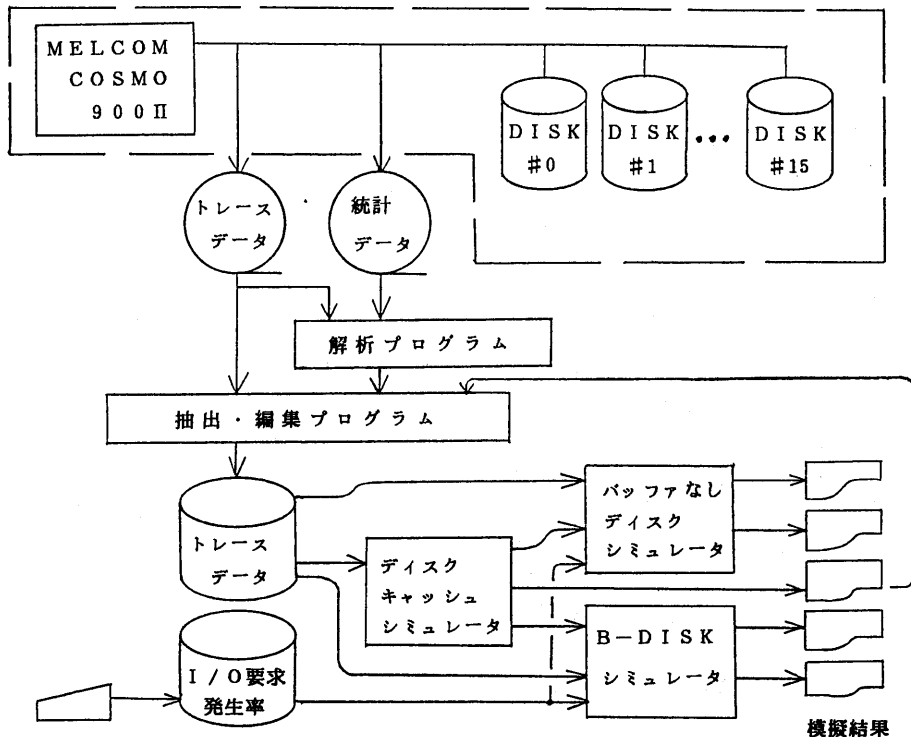 MELCOM
COSMO
900Ⅱ
DISK
#0
DISK
#1
•••
DISK
#15
トレース
データ
統計
データ
解析プログラム
抽出・編集プログラム
トレース
データ
ディスク
キャッシュ
シミュレータ
バッファなし
ディスク
シミュレータ
B-DISK
シミュレータ
I/O要求
発生率
模擬結果